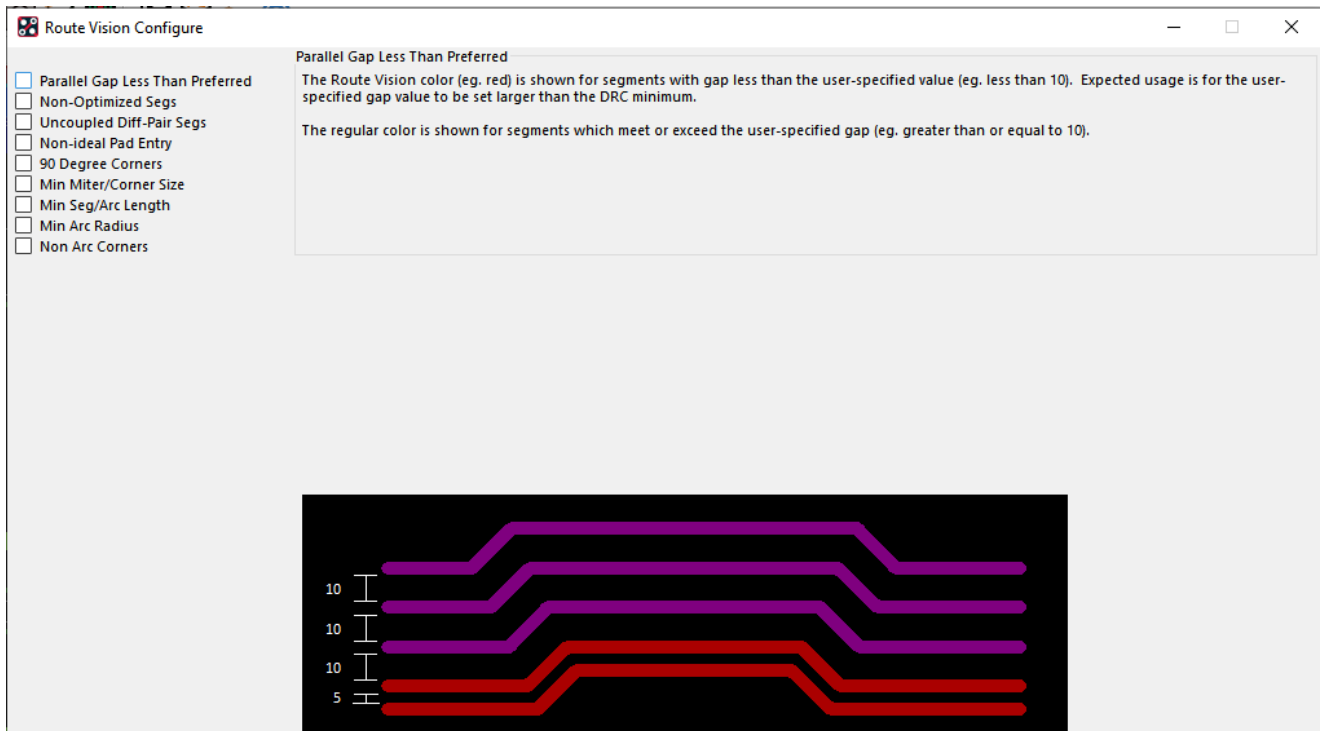 Route Vision Configure
Parallel Gap Less Than Preferred
Non-Optimized Segs
Uncoupled Diff-Pair Segs
Non-ideal Pad Entry
90 Degree Corners
Min Miter/Corner Size
Min Seg/Arc Length
Min Arc Radius
Non Arc Corners
Parallel Gap Less Than Preferred
The Route Vision color (eg. red) is shown for segments with gap less than the user-specified value (eg. less than 10).  Expected usage is for the user-
specified gap value to be set larger than the DRC minimum.
The regular color is shown for segments which meet or exceed the user-specified gap (eg. greater than or equal to 10).
10
10
10
5